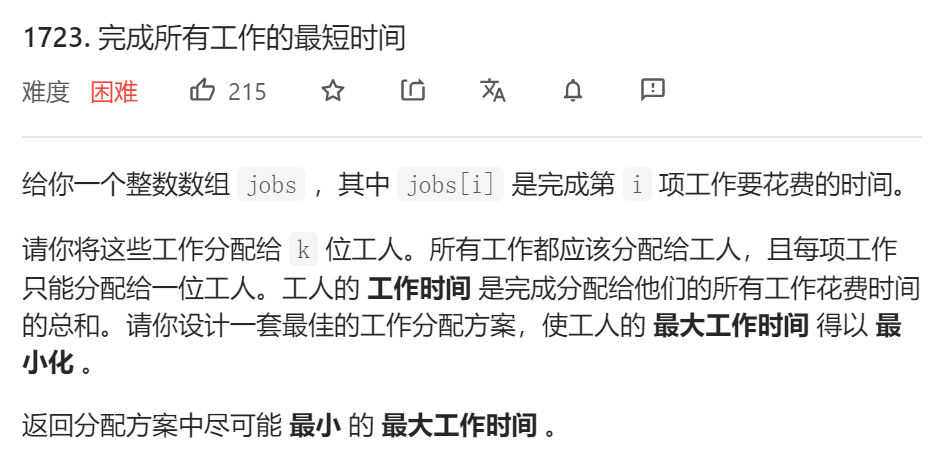 1723. 完成所有工作的最短时间
难度 困难 215
给你一个整数数组 jobs ，其中 jobs[i] 是完成第 i 项工作要花费的时间。
请你将这些工作分配给 k 位工人。所有工作都应该分配给工人，且每项工作
只能分配给一位工人。工人的 工作时间 是完成分配给他们的所有工作花费时间
的总和。请你设计一套最佳的工作分配方案，使工人的 最大工作时间 得以 最
小化 。
返回分配方案中尽可能 最小 的 最大工作时间 。